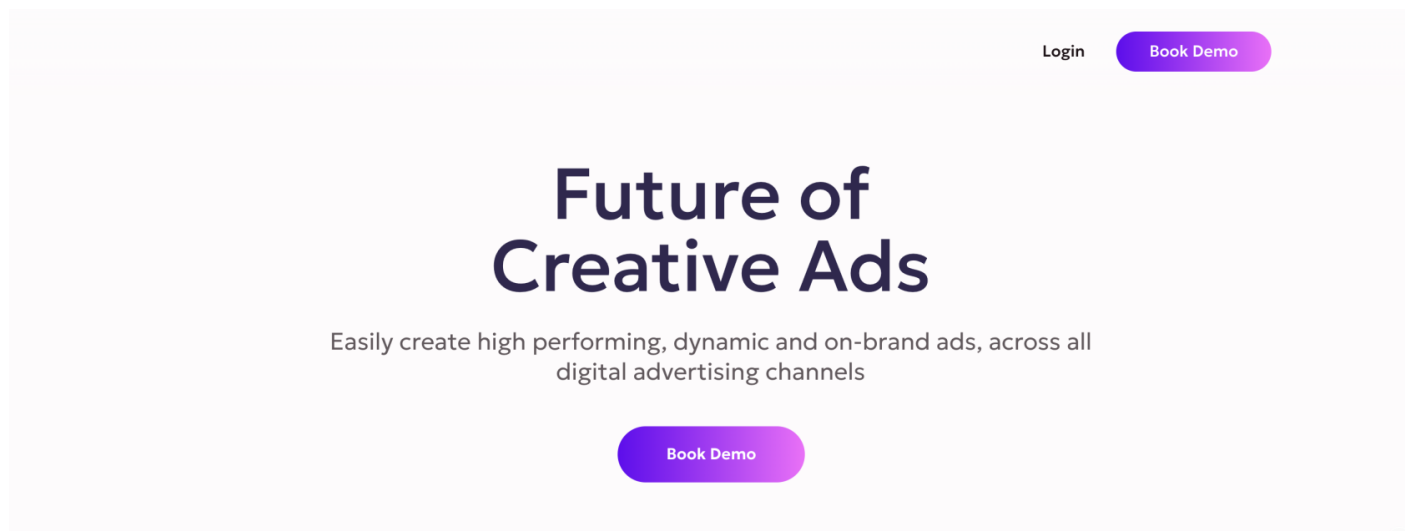 Login
Book Demo
Future of
Creative Ads
Easily create high performing, dynamic and on-brand ads, across all
digital advertising channels
Book Demo